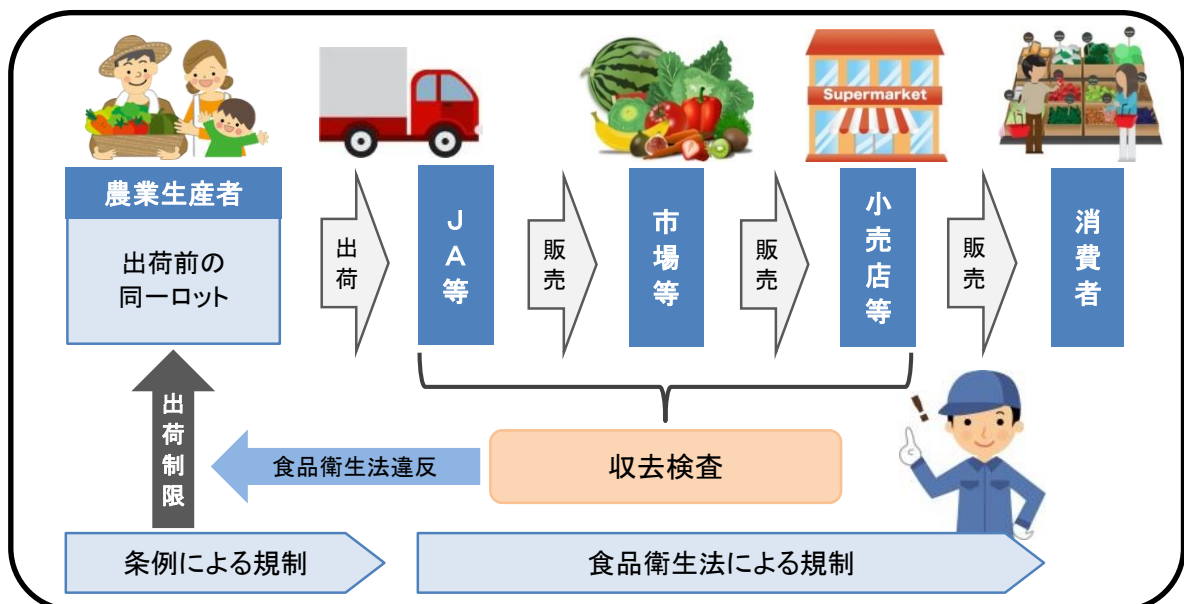 Supermarket
農業生産者
出荷前の
同一ロット
出荷
JA等
販売
市場等
販売
小売店等
販売
消費者
出荷制限
食品衛生法違反
収去検査
!
条例による規制
食品衛生法による規制